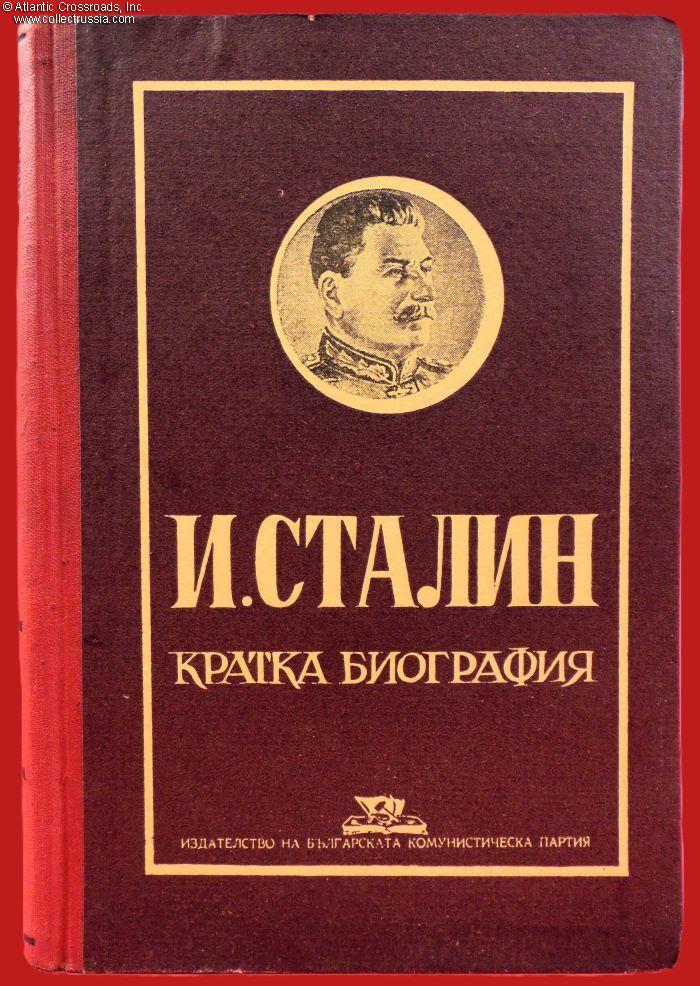 © Atlantic Crossroads, Inc.
www.collectrussia.com
И.СТАЛИН
КРАТКА БИОГРАФИЯ
ИЗДАТЕЛСТВО НА БЪЛГАРСКАТА КОМУНИСТИЧЕСКА ПАРТИЯ